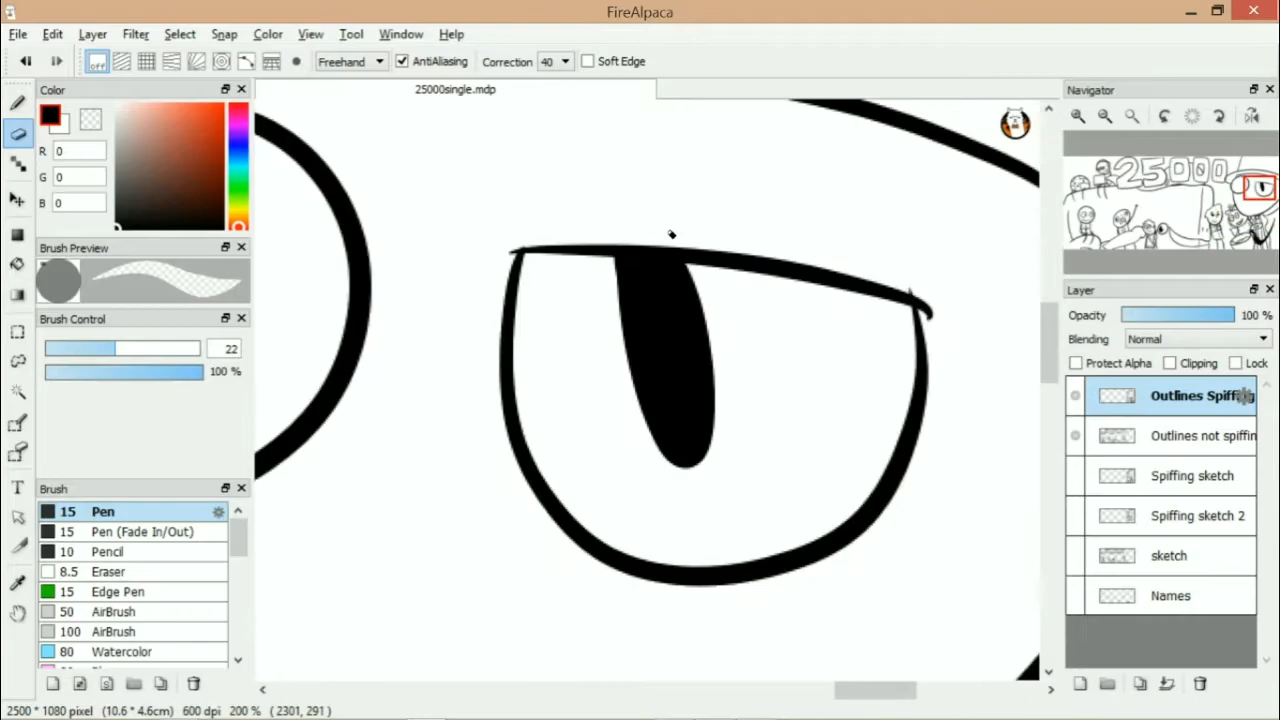 FireAlpaca
File Edit Layer Filter Select Snap Color View Tool Window Help
off Freehand AntiAliasing Correction 40 Soft Edge
Color
25000single.mdp
Navigator
R 0
G 0
B 0
25000
Brush Preview
Layer
Opacity 100 %
Brush Control
Blending Normal
22
Protect Alpha Clipping Lock
100 %
Outlines Spiffing
Outlines not spiffin
Spiffing sketch
Brush
15 Pen
Spiffing sketch 2
15 Pen (Fade In/Out)
10 Pencil
sketch
8.5 Eraser
15 Edge Pen
Names
50 AirBrush
100 AirBrush
80 Watercolor
2500 * 1080 pixel (10.6 * 4.6cm) 600 dpi 200 % ( 2301, 291 )